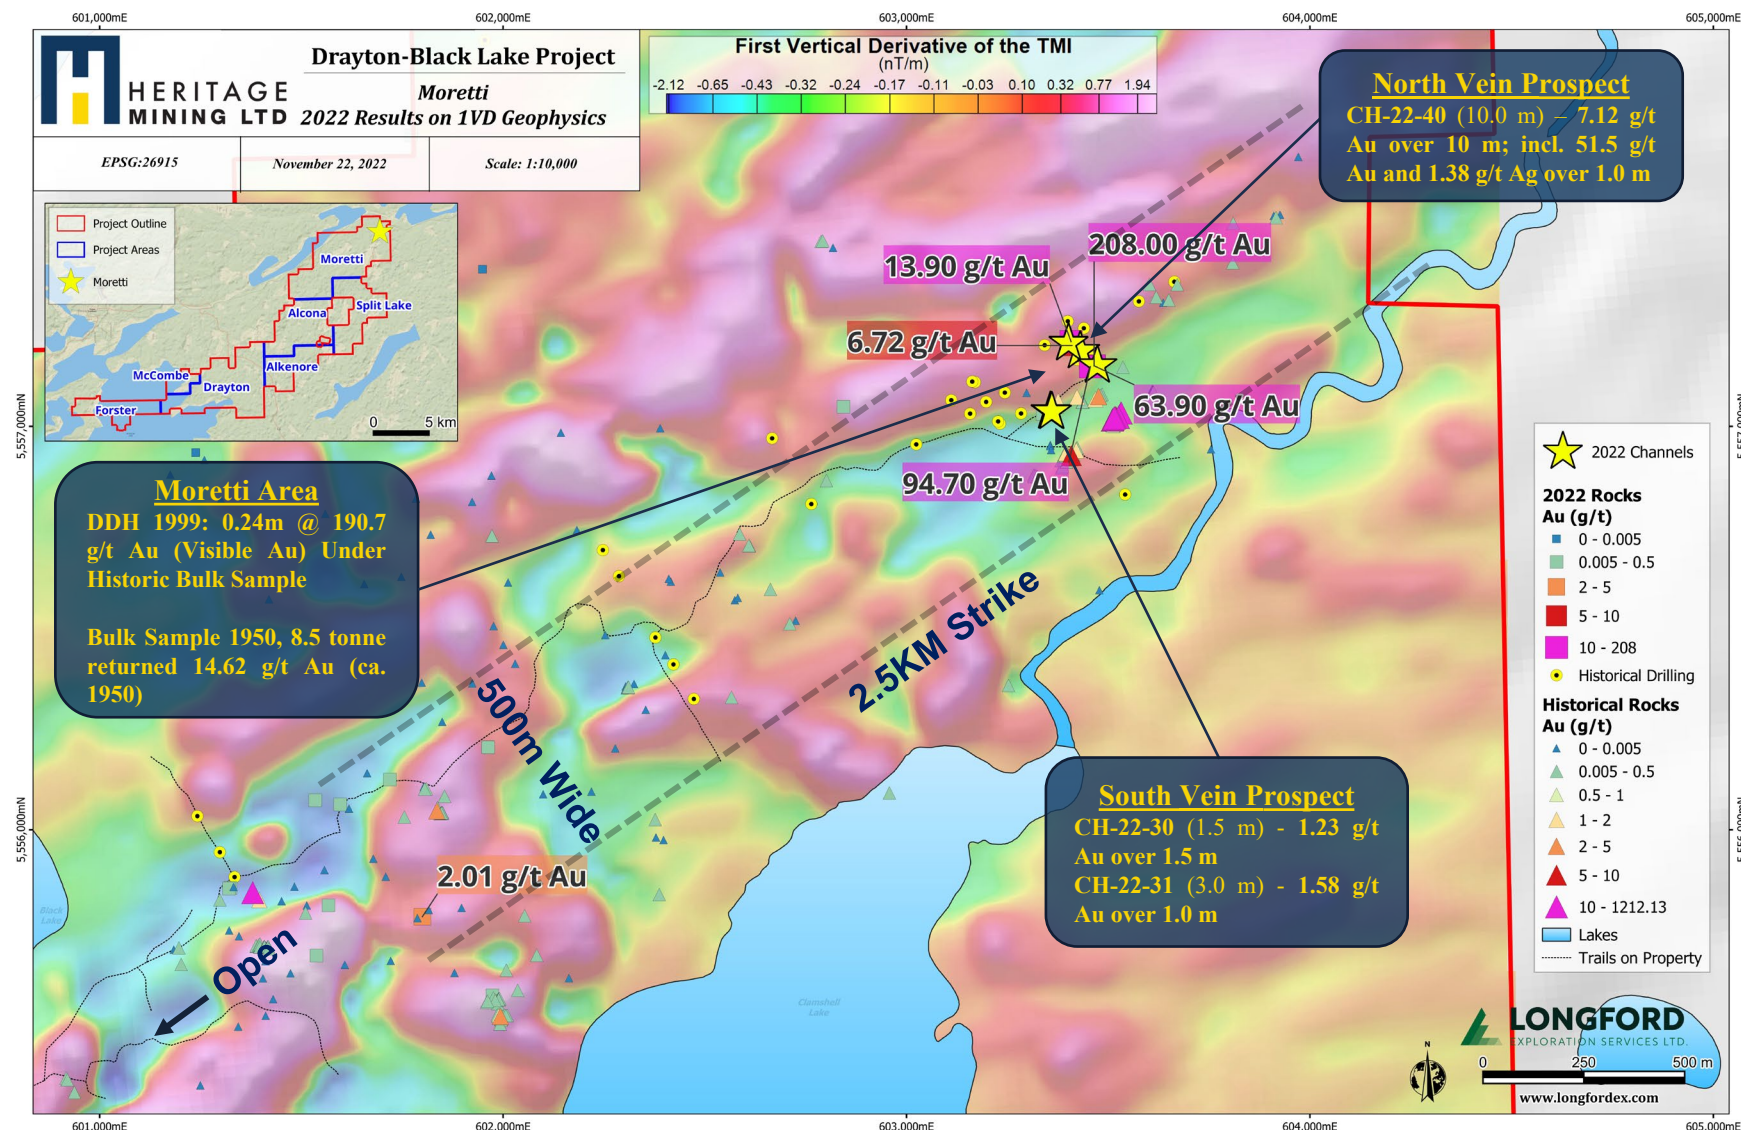 601,000mE 602,000mE 603,000mE 604,000mE 605,000mE
HERITAGE
MINING LTD
Drayton-Black Lake Project
Moretti
2022 Results on 1VD Geophysics
EPSG:26915 November 22, 2022 Scale: 1:10,000
First Vertical Derivative of the TMI
(nT/m)
-2.12 -0.65 -0.43 -0.32 -0.24 -0.17 -0.11 -0.03 0.10 0.32 0.77 1.94
North Vein Prospect
CH-22-40 (10.0 m) – 7.12 g/t
Au over 10 m; incl. 51.5 g/t
Au and 1.38 g/t Ag over 1.0 m
Project Outline
Project Areas
Moretti
Moretti
Split Lake
Alcona
Alkenore
McCombe
Drayton
Forster
0 5 km
208.00 g/t Au
13.90 g/t Au
6.72 g/t Au
63.90 g/t Au
94.70 g/t Au
5,557,000mN
Moretti Area
DDH 1999: 0.24m @ 190.7
g/t Au (Visible Au) Under
Historic Bulk Sample
Bulk Sample 1950, 8.5 tonne
returned 14.62 g/t Au (ca.
1950)
2.5KM Strike
500m Wide
5,556,000mN
2.01 g/t Au
Open
Black
Lake
Clamshell
Lake
South Vein Prospect
CH-22-30 (1.5 m) - 1.23 g/t
Au over 1.5 m
CH-22-31 (3.0 m) - 1.58 g/t
Au over 1.0 m
2022 Channels
2022 Rocks
Au (g/t)
0 - 0.005
0.005 - 0.5
2 - 5
5 - 10
10 - 208
Historical Drilling
Historical Rocks
Au (g/t)
0 - 0.005
0.005 - 0.5
0.5 - 1
1 - 2
2 - 5
5 - 10
10 - 1212.13
Lakes
Trails on Property
LONGFORD
EXPLORATION SERVICES LTD.
N
0 250 500 m
www.longfordex.com
601,000mE 602,000mE 603,000mE 604,000mE 605,000mE